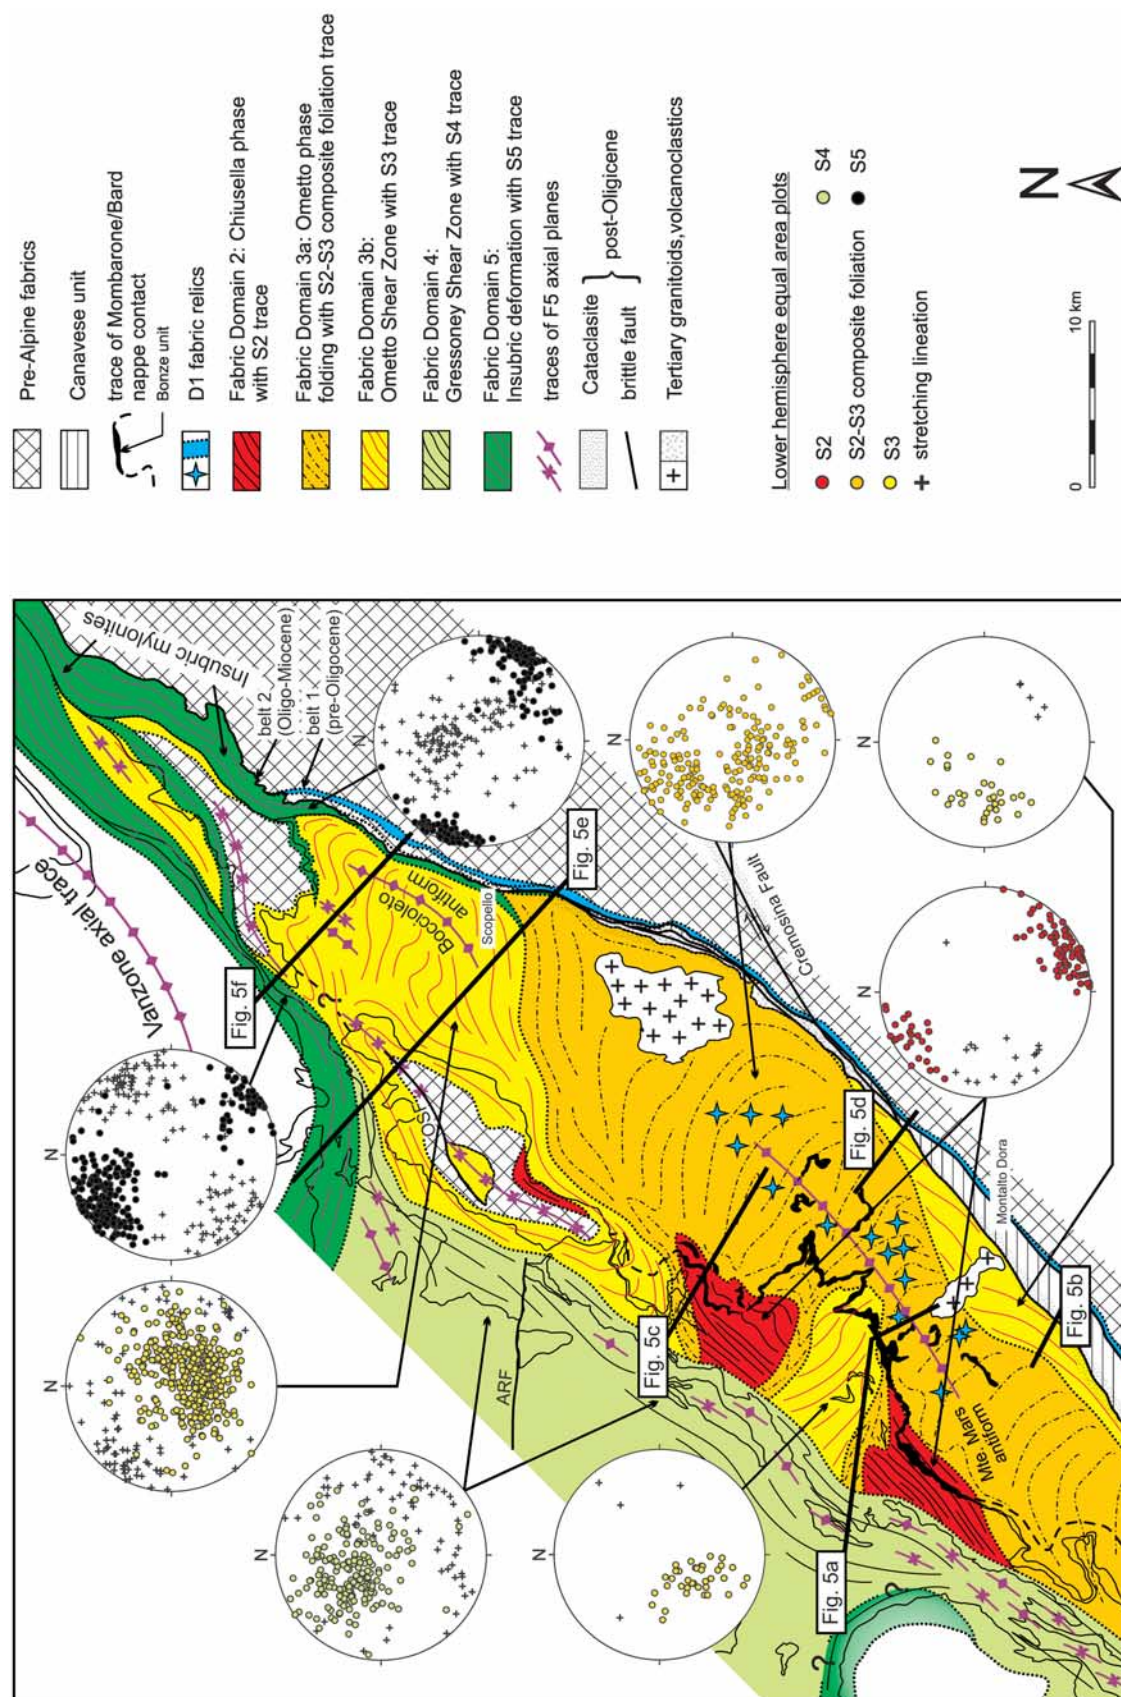 Pre-Alpine fabrics
Canavese unit
trace of Mombarone/Bard
nappe contact
Bonze unit
D1 fabric relics
Fabric Domain 2: Chiusella phase
with S2 trace
Fabric Domain 3a: Ometto phase
folding with S2-S3 composite foliation trace
Fabric Domain 3b:
Ometto Shear Zone with S3 trace
Fabric Domain 4:
Gressoney Shear Zone with S4 trace
Fabric Domain 5:
Insubric deformation with S5 trace
traces of F5 axial planes
Cataclasite
post-Oligicene
brittle fault
Tertiary granitoids,volcanoclastics
Lower hemisphere equal area plots
S2
S2-S3 composite foliation
S3
stretching lineation
S4
S5
N
0
10 km
Vanzone axial trace
Insubric mylonites
belt 2
(Oligo-Miocene)
belt 1
(pre-Oligocene)
N
N
N
N
N
N
N
N
Fig. 5f
Fig. 5e
Boccioleto
antiform
Scopello
?
OSF
ARF
Cremosina Fault
Fig. 5c
Fig. 5d
Montalto Dora
Fig. 5b
Fig. 5a
Mte Mars
antiform
?
?